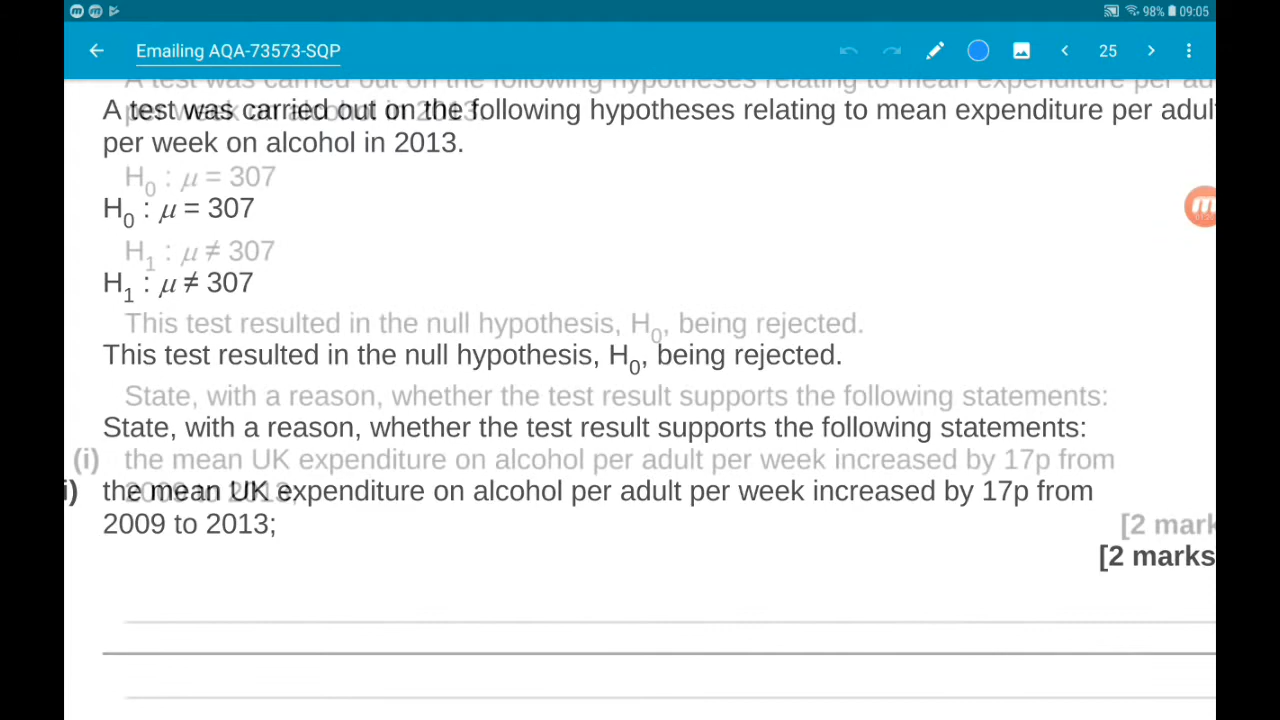 98% 09:05
Emailing AQA-73573-SQP
25
A test was carried out on the following hypotheses relating to mean expenditure per adul
per week on alcohol in 2013.
H₀ : μ = 307
H₀ : μ = 307
H₁ : μ ≠ 307
H₁ : μ ≠ 307
This test resulted in the null hypothesis, H₀, being rejected.
This test resulted in the null hypothesis, H₀, being rejected.
State, with a reason, whether the test result supports the following statements:
State, with a reason, whether the test result supports the following statements:
(i) the mean UK expenditure on alcohol per adult per week increased by 17p from
i) the mean UK expenditure on alcohol per adult per week increased by 17p from
2009 to 2013;
[2 mark
[2 marks